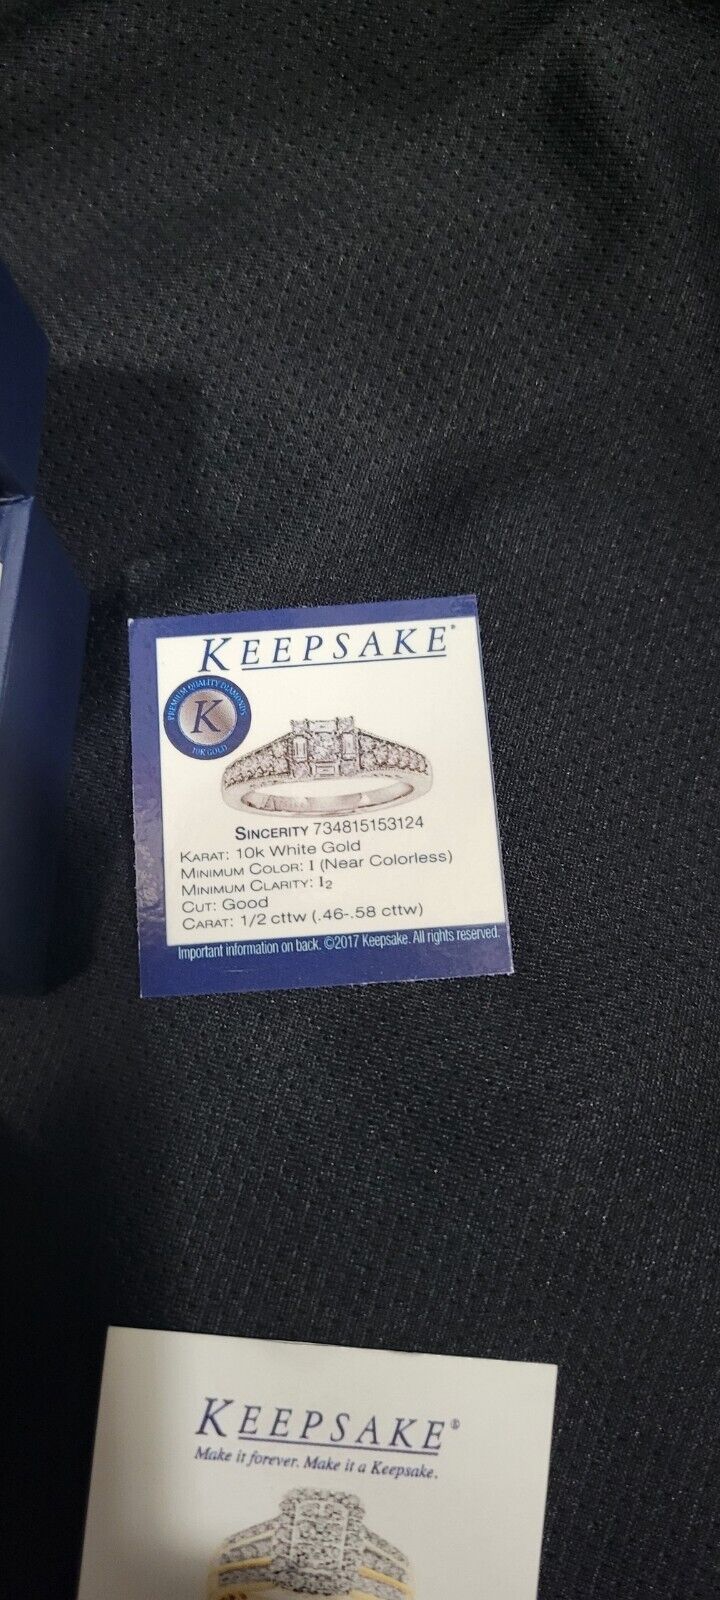 KEEPSAKE®
PREMIUM QUALITY DIAMONDS
K
10K GOLD
SINCERITY 734815153124
KARAT: 10k White Gold
MINIMUM COLOR: I (Near Colorless)
MINIMUM CLARITY: I2
CUT: Good
CARAT: 1/2 cttw (.46-.58 cttw)
Important information on back. ©2017 Keepsake. All rights reserved.
KEEPSAKE®
Make it forever. Make it a Keepsake.